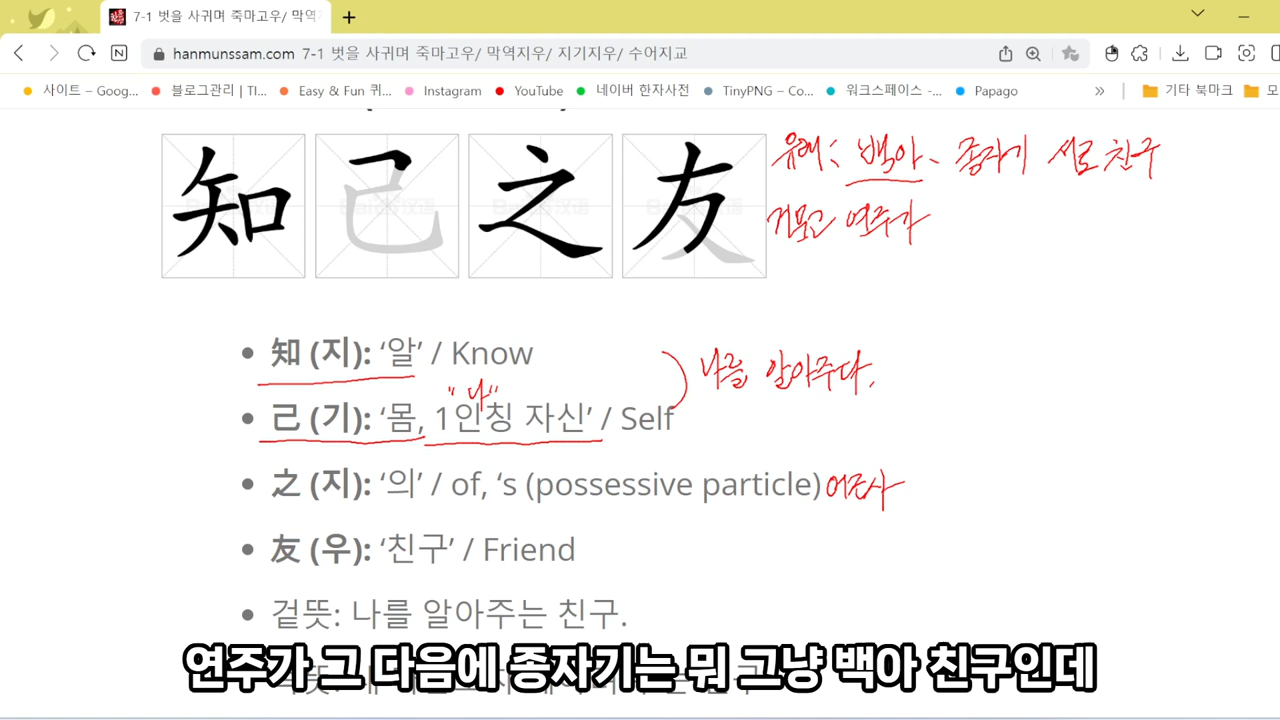 7-1 벗을 사귀며 죽마고우/ 막역지
hanmunssam.com 7-1 벗을 사귀며 죽마고우/ 막역지우/ 지기지우/ 수어지교
사이트 – Goog... 블로그관리 | TI... Easy & Fun 퀴... Instagram YouTube 네이버 한자사전 TinyPNG – Co... 워크스페이스 -... Papago » 기타 북마크 모
知己之友
유래: 백아、종자기 서로 친구
거문고 연주가
知 (지): ‘알’ / Know
나를 알아주다.
"나"
己 (기): ‘몸, 1인칭 자신’ / Self
之 (지): ‘의’ / of, ‘s (possessive particle) 어조사
友 (우): ‘친구’ / Friend
겉뜻: 나를 알아주는 친구.
연주가 그 다음에 종자기는 뭐 그냥 백아 친구인데